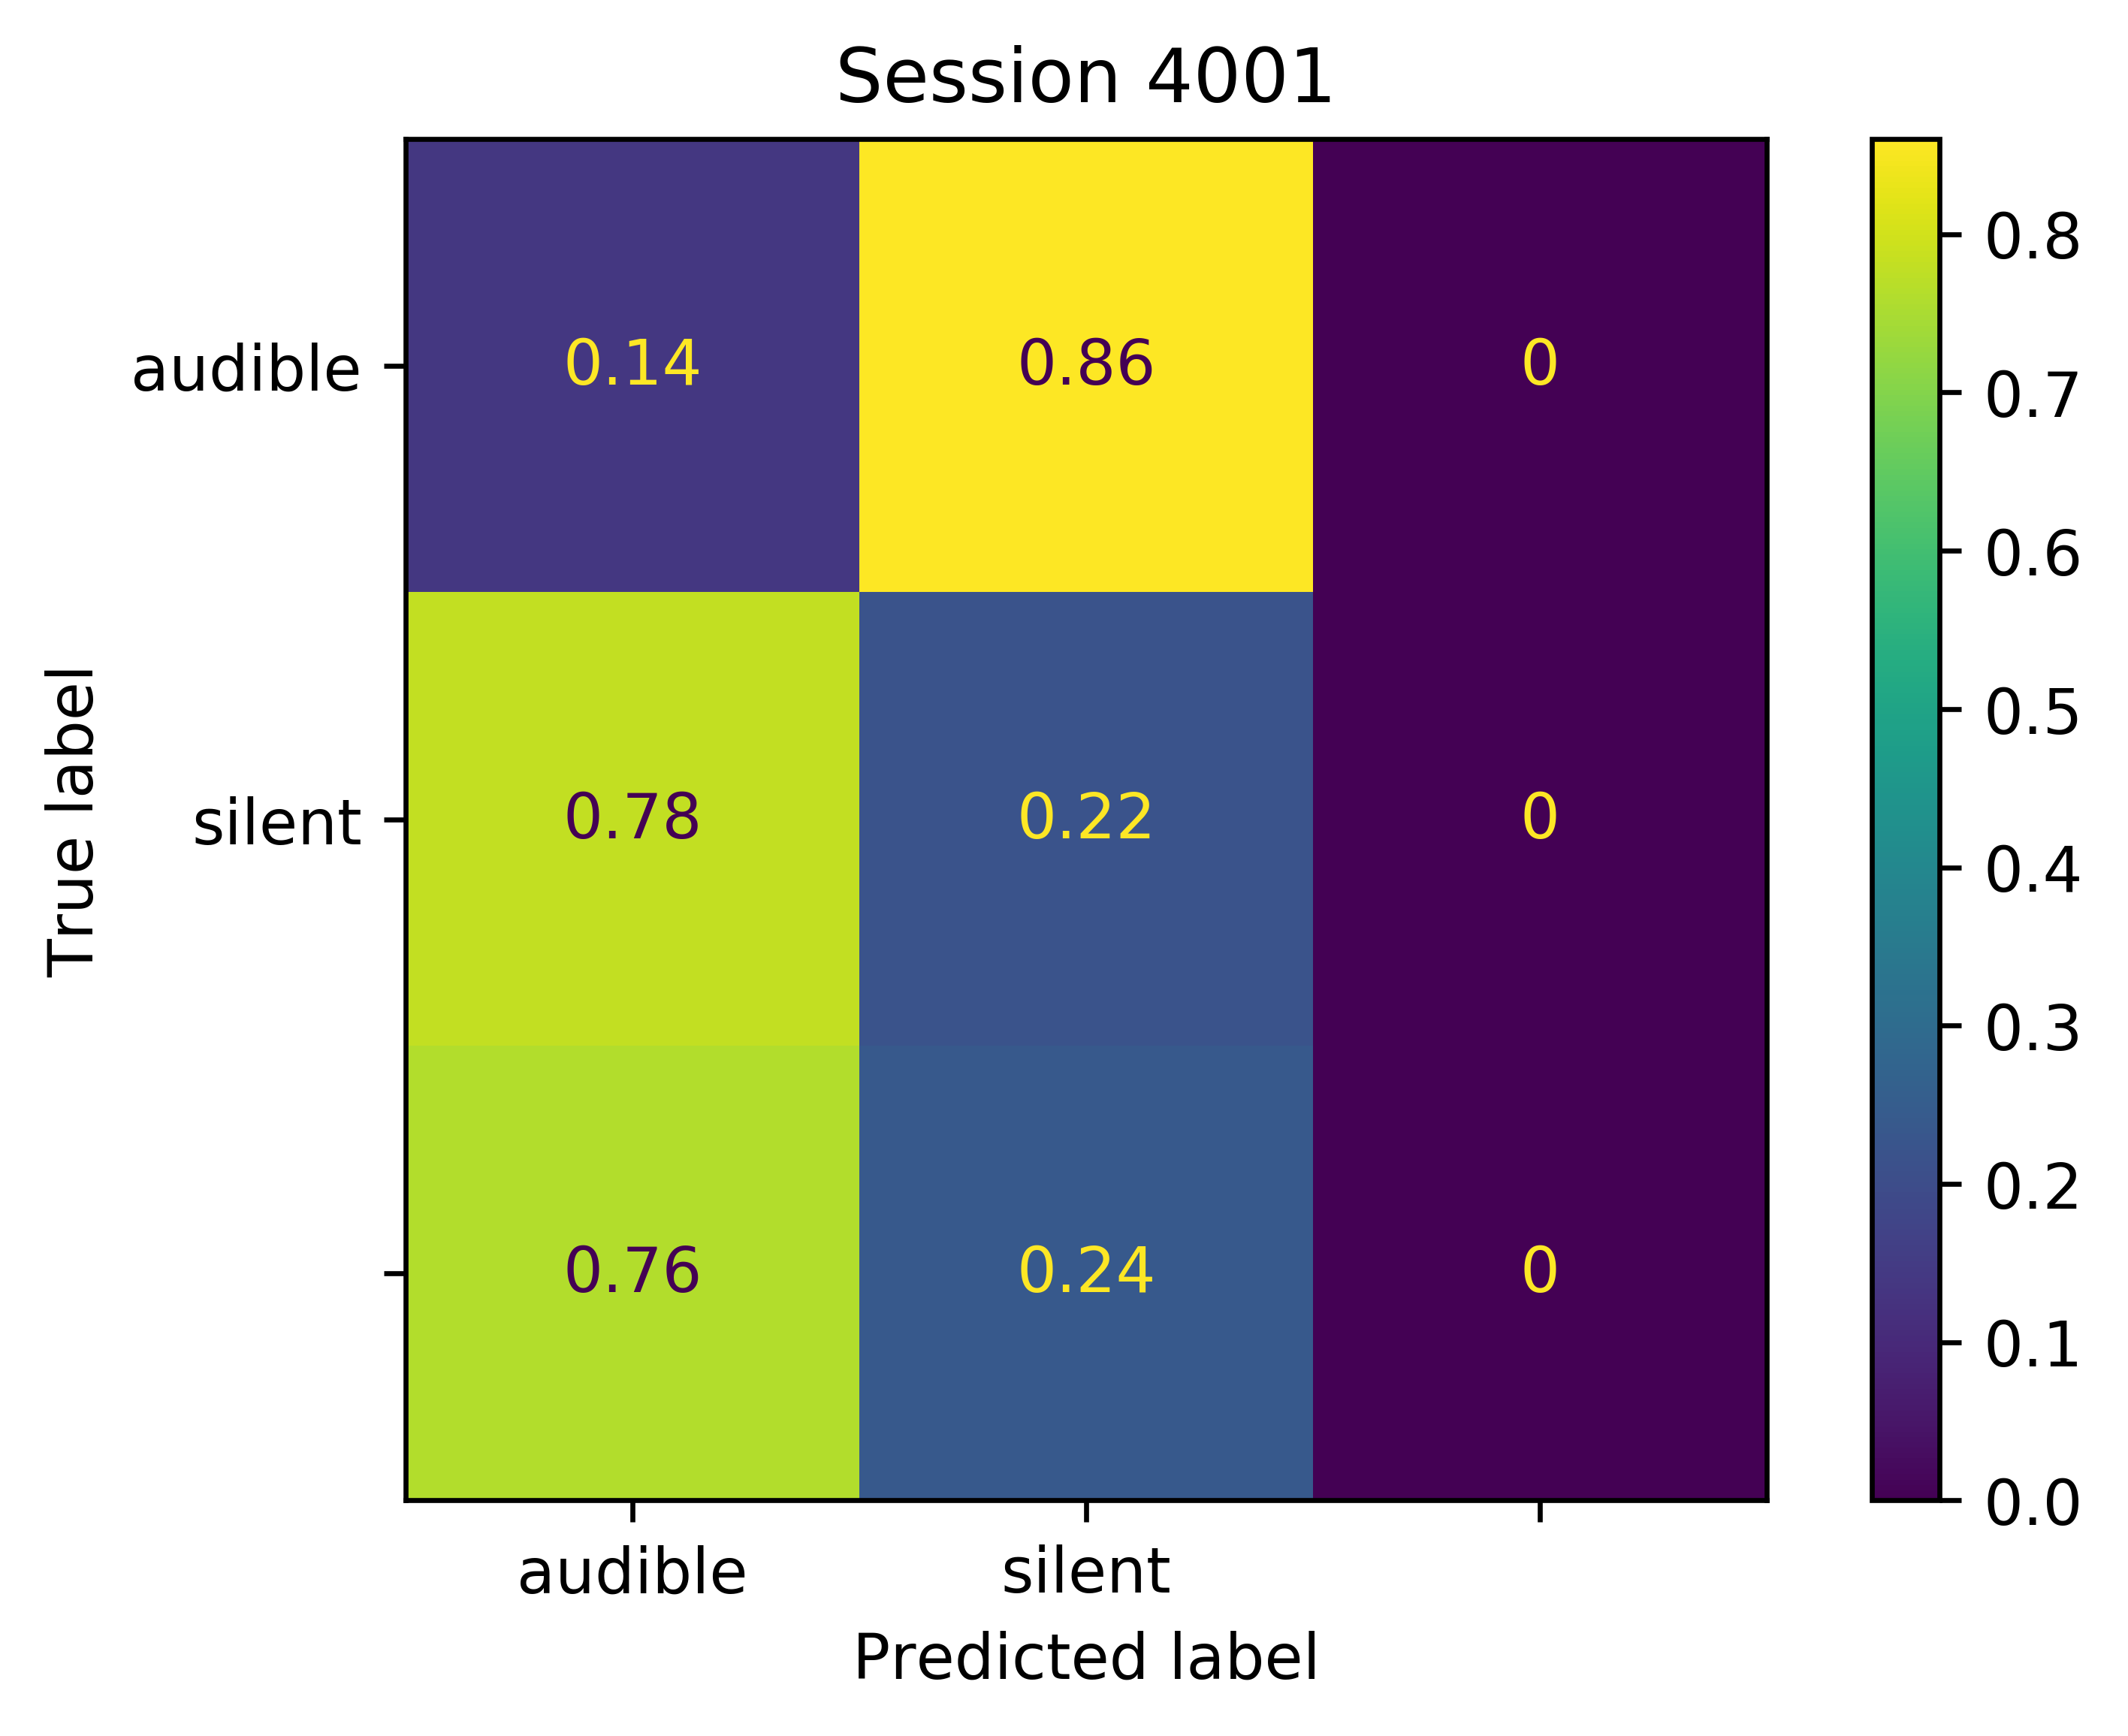 Session 4001
audible 0.14 0.86 0
silent 0.78 0.22 0
0.76 0.24 0
audible silent
Predicted label
True label
0.8
0.7
0.6
0.5
0.4
0.3
0.2
0.1
0.0